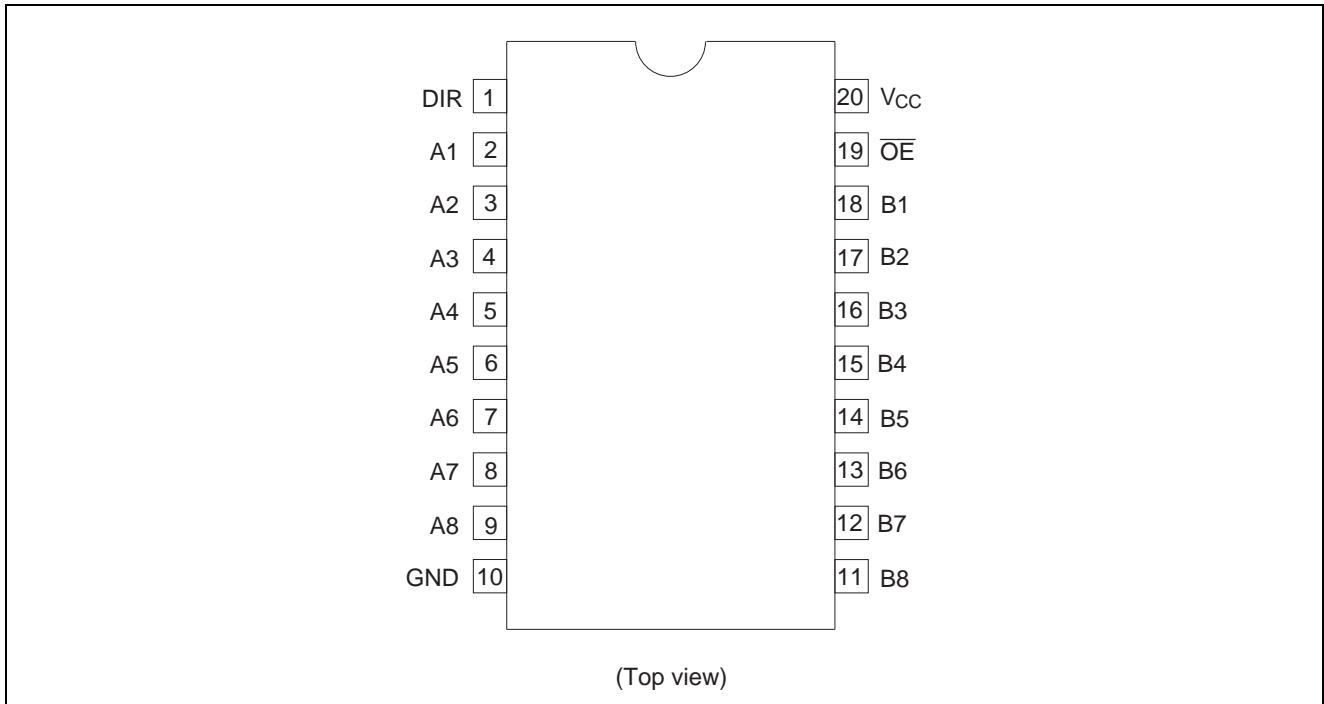 DIR 1 20 V_CC
A1 2 19 O̅E̅
A2 3 18 B1
A3 4 17 B2
A4 5 16 B3
A5 6 15 B4
A6 7 14 B5
A7 8 13 B6
A8 9 12 B7
GND 10 11 B8
(Top view)